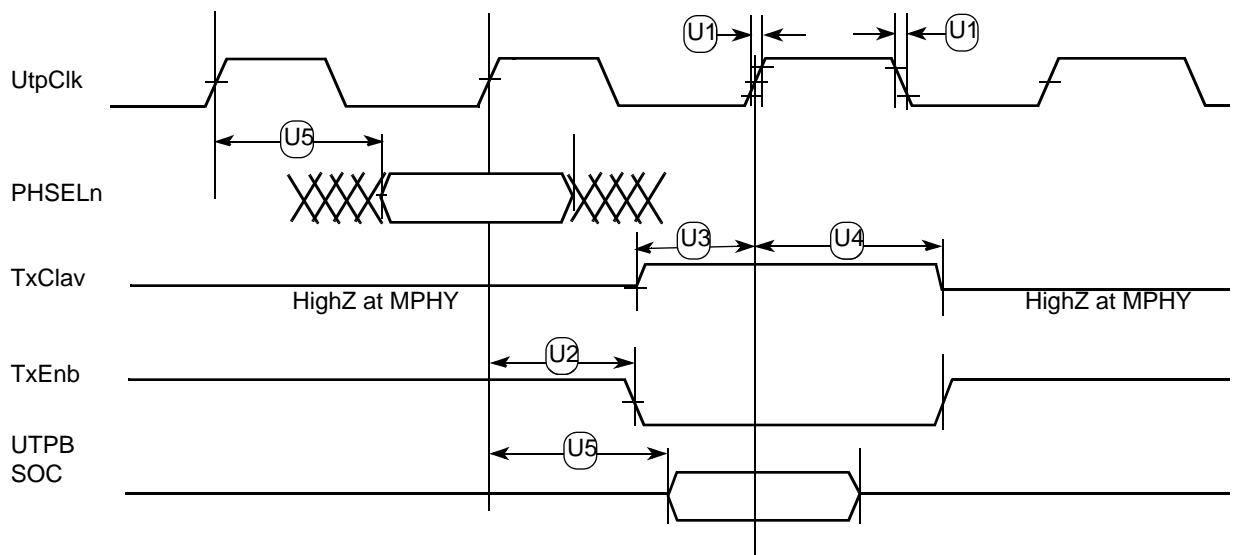 U1
U1
UtpClk
U5
PHSELn
U3
U4
TxClav
HighZ at MPHY
HighZ at MPHY
U2
TxEnb
UTPB
SOC
U5